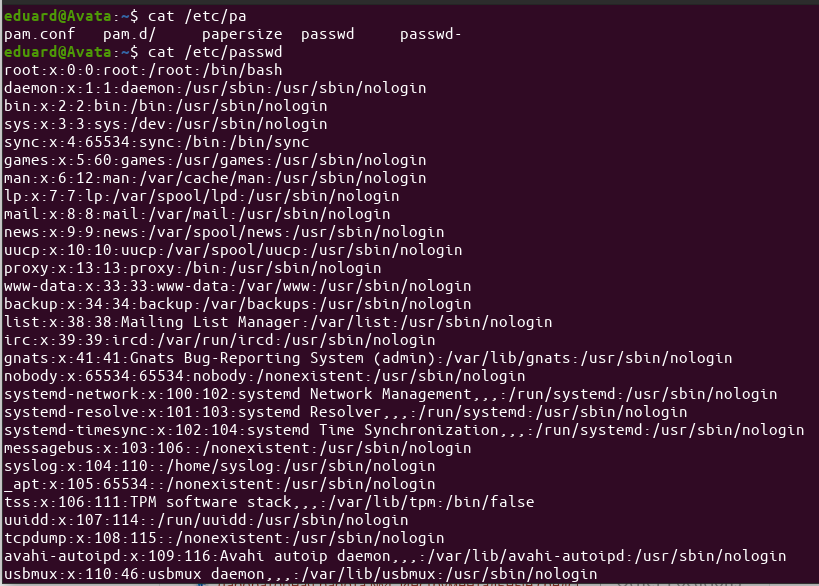 eduard@Avata:~$ cat /etc/pa
pam.conf   pam.d/     papersize  passwd     passwd-
eduard@Avata:~$ cat /etc/passwd
root:x:0:0:root:/root:/bin/bash
daemon:x:1:1:daemon:/usr/sbin:/usr/sbin/nologin
bin:x:2:2:bin:/bin:/usr/sbin/nologin
sys:x:3:3:sys:/dev:/usr/sbin/nologin
sync:x:4:65534:sync:/bin:/bin/sync
games:x:5:60:games:/usr/games:/usr/sbin/nologin
man:x:6:12:man:/var/cache/man:/usr/sbin/nologin
lp:x:7:7:lp:/var/spool/lpd:/usr/sbin/nologin
mail:x:8:8:mail:/var/mail:/usr/sbin/nologin
news:x:9:9:news:/var/spool/news:/usr/sbin/nologin
uucp:x:10:10:uucp:/var/spool/uucp:/usr/sbin/nologin
proxy:x:13:13:proxy:/bin:/usr/sbin/nologin
www-data:x:33:33:www-data:/var/www:/usr/sbin/nologin
backup:x:34:34:backup:/var/backups:/usr/sbin/nologin
list:x:38:38:Mailing List Manager:/var/list:/usr/sbin/nologin
irc:x:39:39:ircd:/var/run/ircd:/usr/sbin/nologin
gnats:x:41:41:Gnats Bug-Reporting System (admin):/var/lib/gnats:/usr/sbin/nologin
nobody:x:65534:65534:nobody:/nonexistent:/usr/sbin/nologin
systemd-network:x:100:102:systemd Network Management,,,:/run/systemd:/usr/sbin/nologin
systemd-resolve:x:101:103:systemd Resolver,,,:/run/systemd:/usr/sbin/nologin
systemd-timesync:x:102:104:systemd Time Synchronization,,,:/run/systemd:/usr/sbin/nologin
messagebus:x:103:106::/nonexistent:/usr/sbin/nologin
syslog:x:104:110::/home/syslog:/usr/sbin/nologin
_apt:x:105:65534::/nonexistent:/usr/sbin/nologin
tss:x:106:111:TPM software stack,,,:/var/lib/tpm:/bin/false
uuidd:x:107:114::/run/uuidd:/usr/sbin/nologin
tcpdump:x:108:115::/nonexistent:/usr/sbin/nologin
avahi-autoipd:x:109:116:Avahi autoip daemon,,,:/var/lib/avahi-autoipd:/usr/sbin/nologin
usbmux:x:110:46:usbmux daemon,,,:/var/lib/usbmux:/usr/sbin/nologin